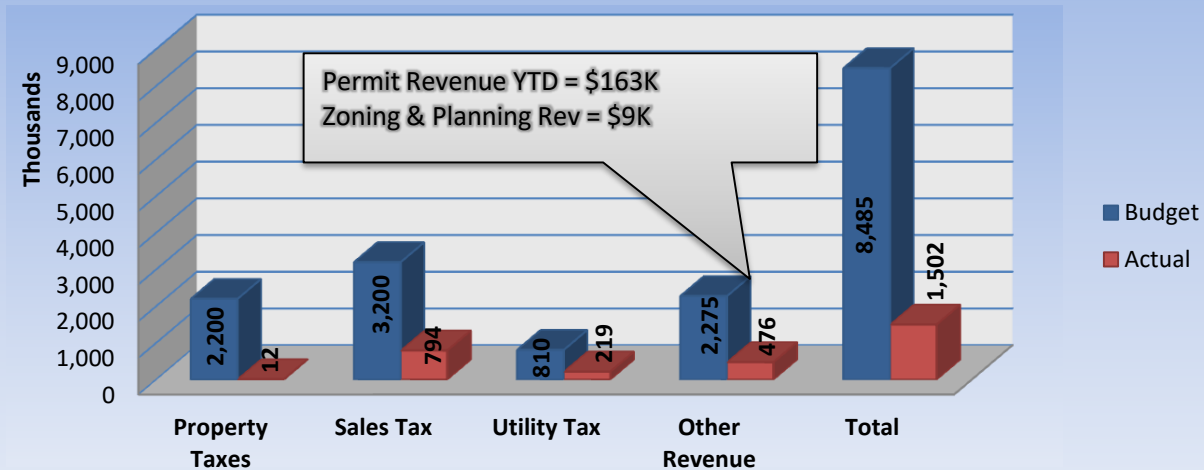 Permit Revenue YTD = $163K
Zoning & Planning Rev = $9K
Thousands
9,000
8,000
7,000
6,000
5,000
4,000
3,000
2,000
1,000
0
2,200
12
3,200
794
810
219
2,275
476
8,485
1,502
Property
Taxes
Sales Tax
Utility Tax
Other
Revenue
Total
Budget
Actual